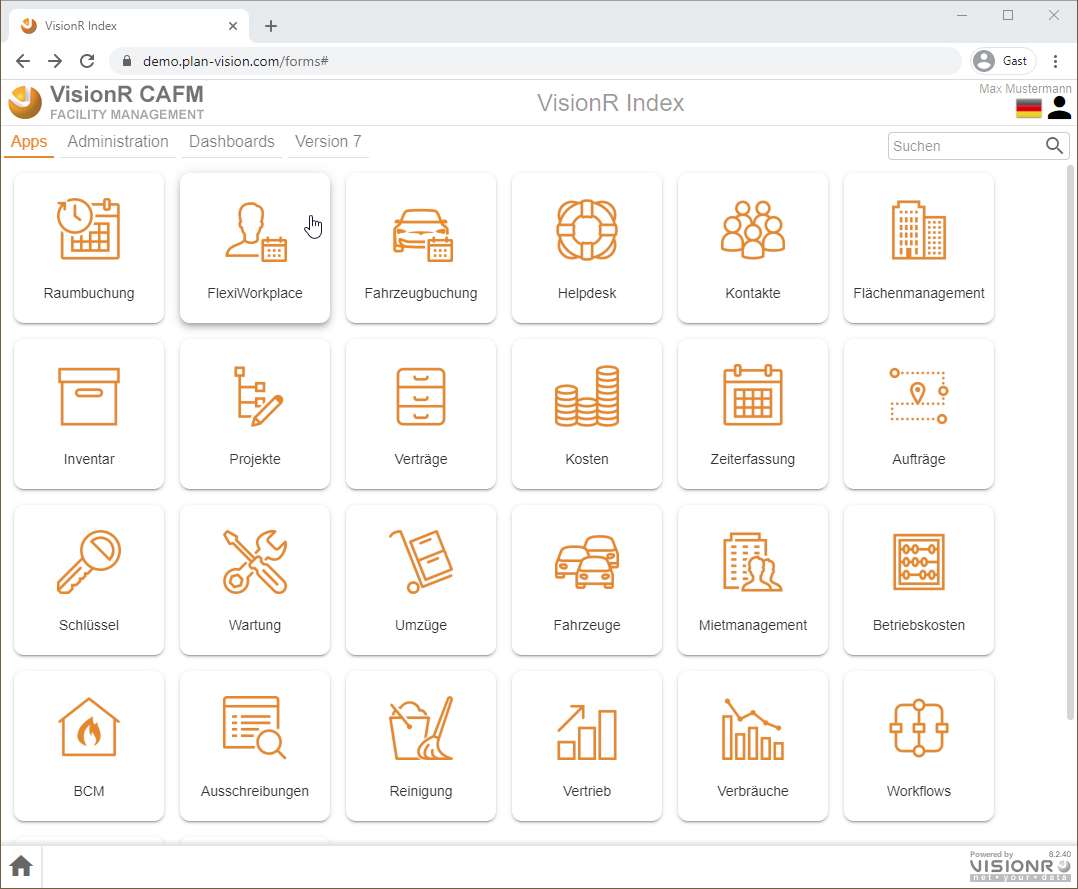 VisionR Index
demo.plan-vision.com/forms#
Gast
VisionR CAFM
FACILITY MANAGEMENT
VisionR Index
Max Mustermann
Apps Administration Dashboards Version 7
Suchen
Raumbuchung FlexiWorkplace Fahrzeugbuchung Helpdesk Kontakte Flächenmanagement
Inventar Projekte Verträge Kosten Zeiterfassung Aufträge
Schlüssel Wartung Umzüge Fahrzeuge Mietmanagement Betriebskosten
BCM Ausschreibungen Reinigung Vertrieb Verbräuche Workflows
Powered by 8.2.40
VISIONR
net • your • data